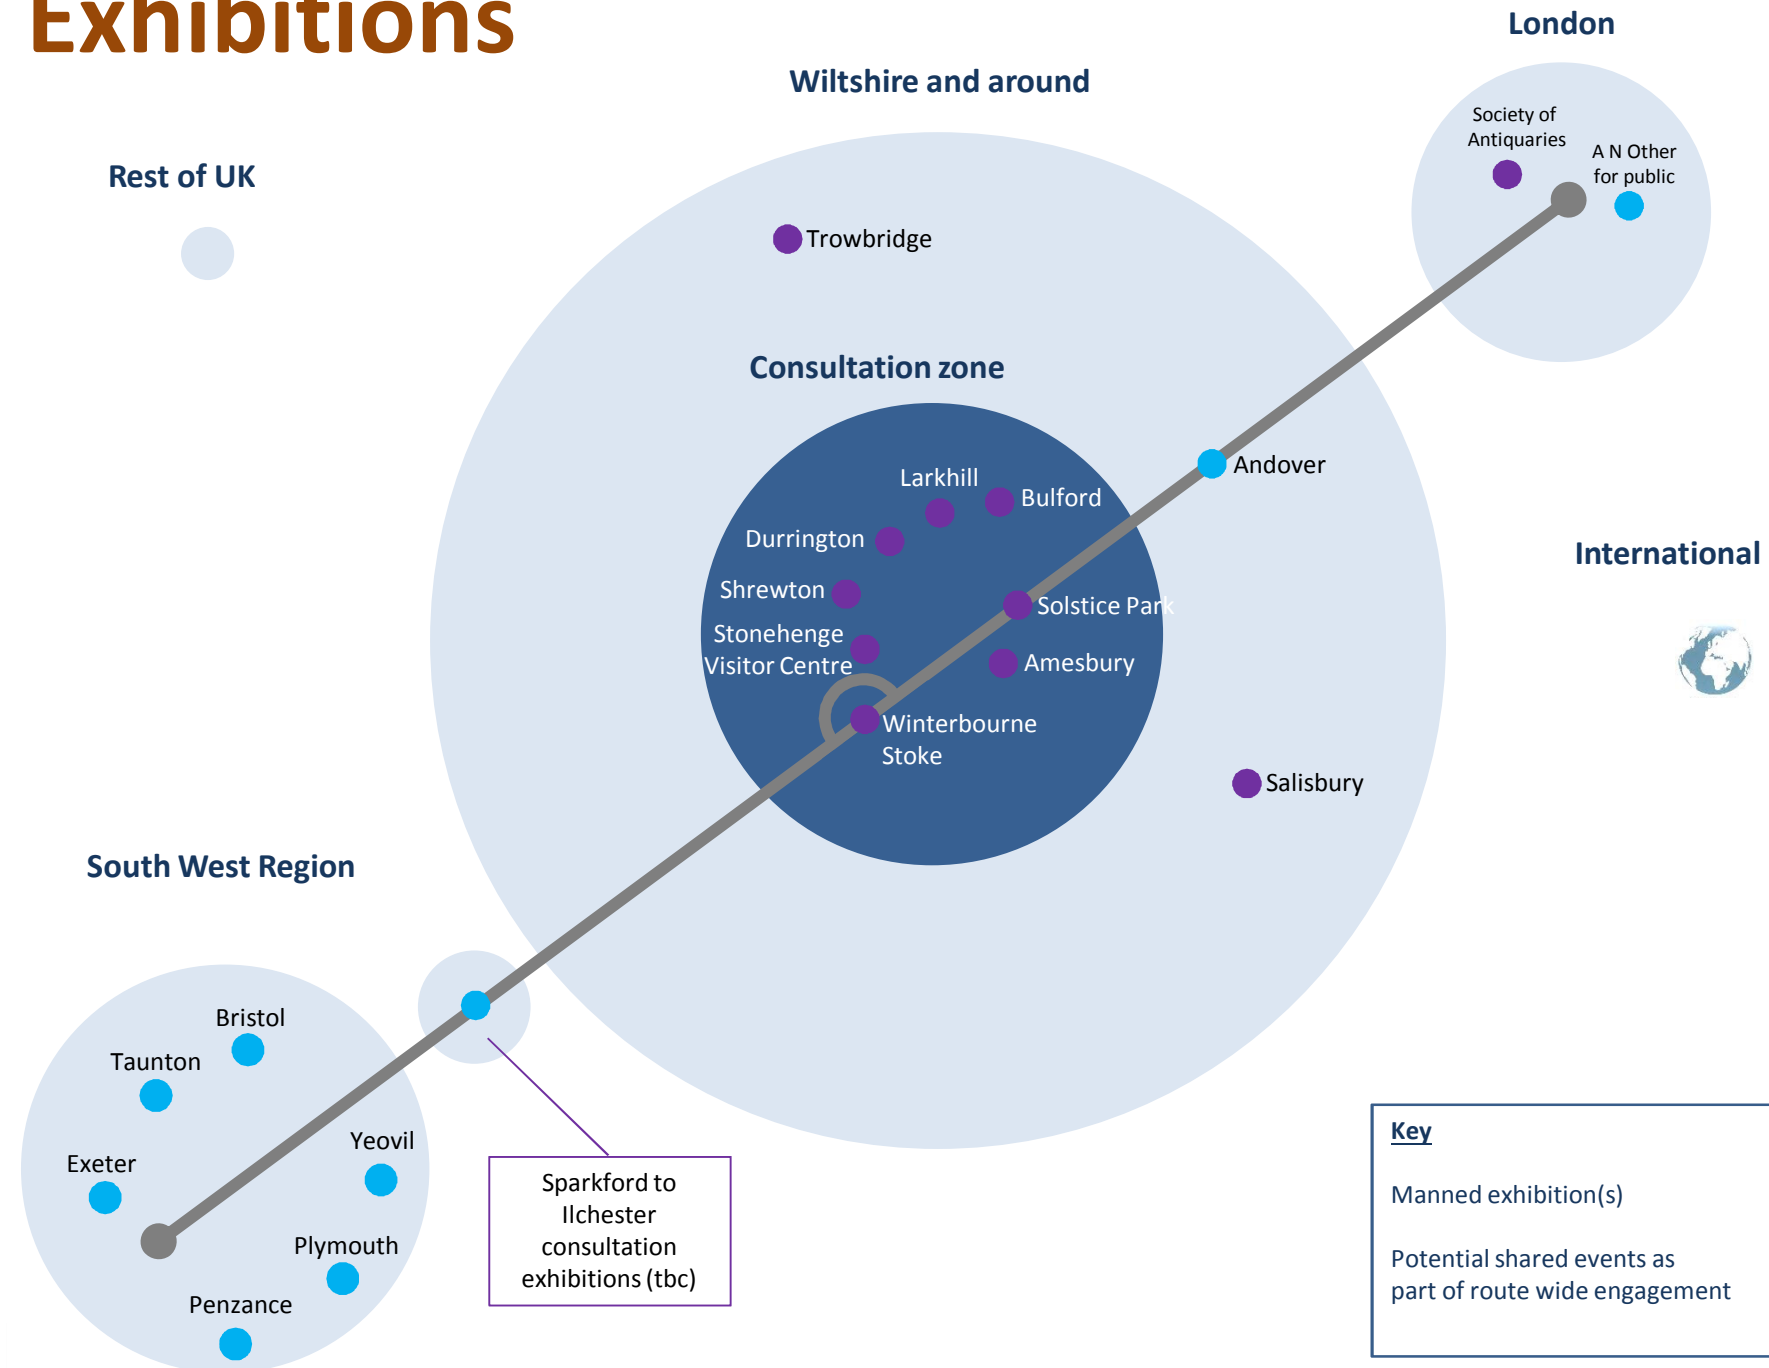 Exhibitions
London
Wiltshire and around
Society of
Antiquaries
A N Other
for public
Rest of UK
Trowbridge
Consultation zone
Andover
Larkhill
Bulford
Durrington
International
Shrewton
Solstice Park
Stonehenge
Visitor Centre
Amesbury
Winterbourne
Stoke
Salisbury
South West Region
Bristol
Taunton
Yeovil
Exeter
Plymouth
Penzance
Sparkford to
Ilchester
consultation
exhibitions (tbc)
Key
Manned exhibition(s)
Potential shared events as
part of route wide engagement